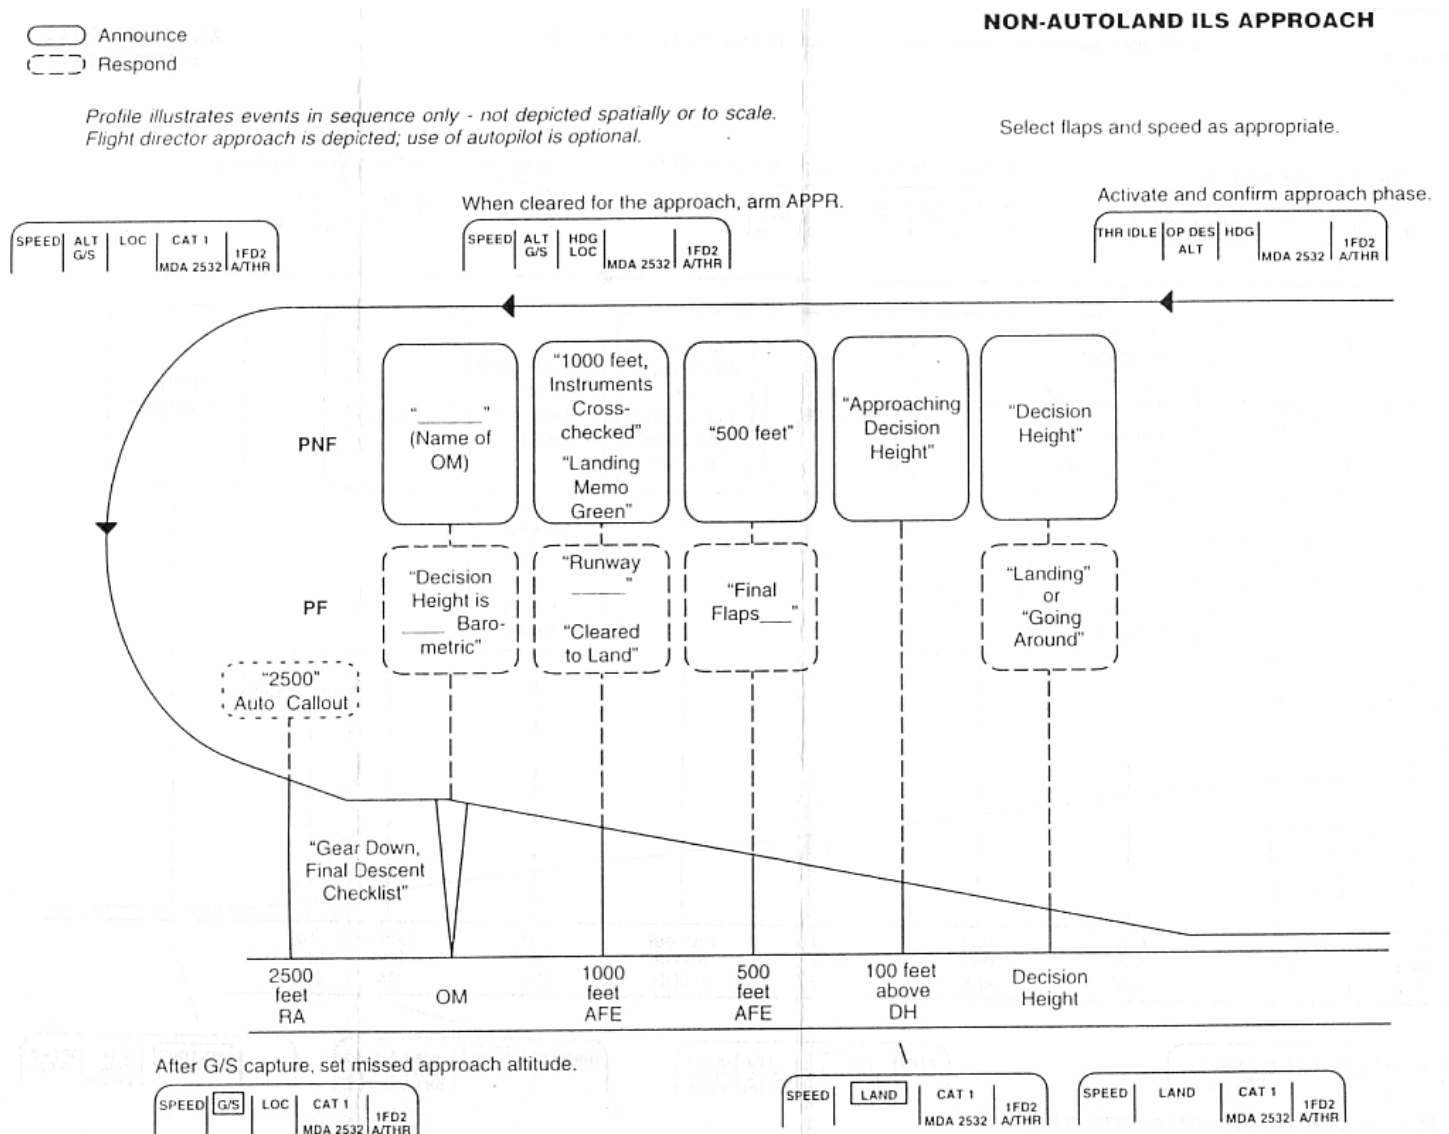 NON-AUTOLAND ILS APPROACH
Announce
Respond
Profile illustrates events in sequence only - not depicted spatially or to scale.
Flight director approach is depicted; use of autopilot is optional.
Select flaps and speed as appropriate.
When cleared for the approach, arm APPR.
Activate and confirm approach phase.
SPEED ALT LOC CAT 1
G/S MDA 2532 1FD2
A/THR
SPEED ALT HDG
G/S LOC MDA 2532 1FD2
A/THR
THR IDLE OP DES HDG
ALT MDA 2532 1FD2
A/THR
PNF
"_____"
(Name of
OM)
"1000 feet,
Instruments
Cross-
checked"
"Landing
Memo
Green"
"500 feet"
"Approaching
Decision
Height"
"Decision
Height"
PF
"Decision
Height is
____ Baro-
metric"
"Runway
_____"
"Cleared
to Land"
"Final
Flaps___"
"Landing"
or
"Going
Around"
"2500"
Auto Callout
"Gear Down,
Final Descent
Checklist"
2500
feet
RA
OM
1000
feet
AFE
500
feet
AFE
100 feet
above
DH
Decision
Height
After G/S capture, set missed approach altitude.
SPEED G/S LOC CAT 1
MDA 2532 1FD2
A/THR
SPEED LAND CAT 1
MDA 2532 1FD2
A/THR
SPEED LAND CAT 1
MDA 2532 1FD2
A/THR